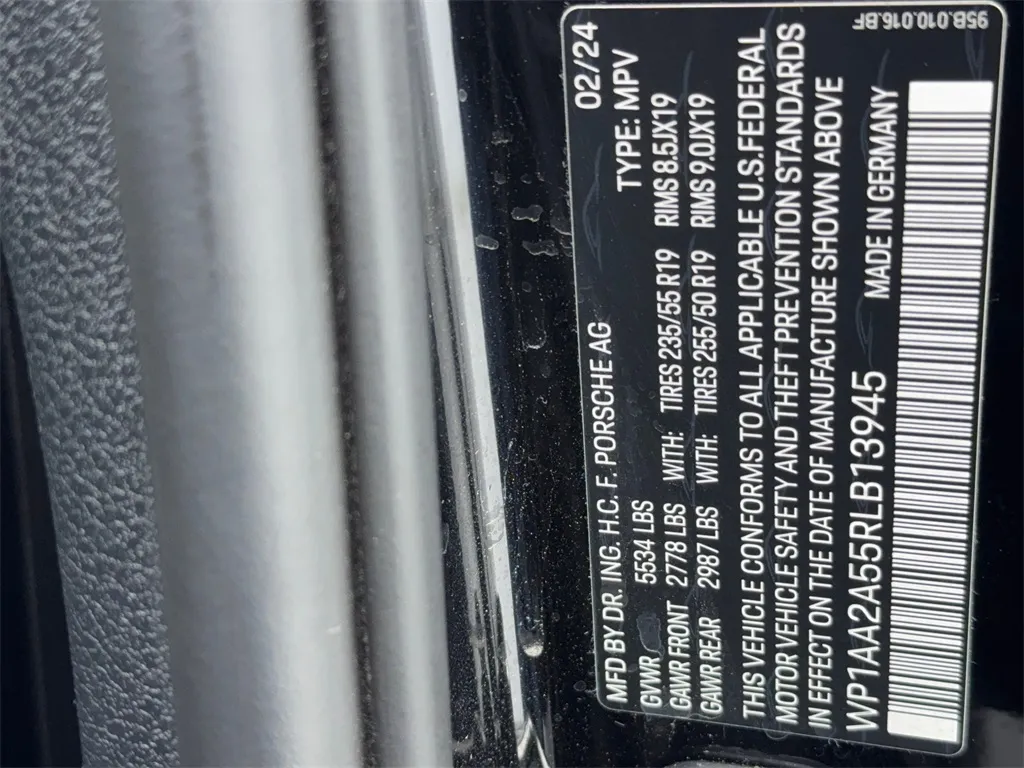 MFD BY DR. ING. H.C. F. PORSCHE AG 02/24
GVWR 5534 LBS TYPE: MPV
GAWR FRONT 2778 LBS WITH: TIRES 235/55 R19 RIMS 8.5JX19
GAWR REAR 2987 LBS WITH: TIRES 255/50 R19 RIMS 9.0JX19
THIS VEHICLE CONFORMS TO ALL APPLICABLE U.S. FEDERAL
MOTOR VEHICLE SAFETY AND THEFT PREVENTION STANDARDS
IN EFFECT ON THE DATE OF MANUFACTURE SHOWN ABOVE
WP1AA2A55RLB13945 MADE IN GERMANY
95B.010.016.BF